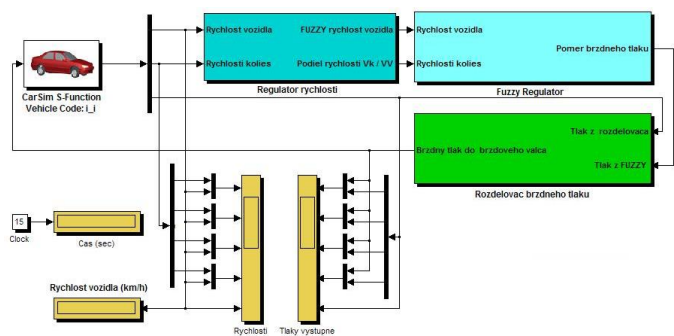 Rychlost vozidla
FUZZY rychlost vozidla
Rychlosti kolies
Podiel rychlosti Vk / VV
Regulator rychlosti
Rychlost vozidla
Pomer brzdneho tlaku
Rychlosti kolies
Fuzzy Regulator
CarSim S-Function
Vehicle Code: i_i
Tlak z rozdelovaca
Brzdny tlak do brzdoveho valca
Tlak z FUZZY
Rozdelovac brzdneho tlaku
15
Clock
Cas (sec)
Rychlost vozidla (km/h)
Rychlosti
Tlaky vystupne